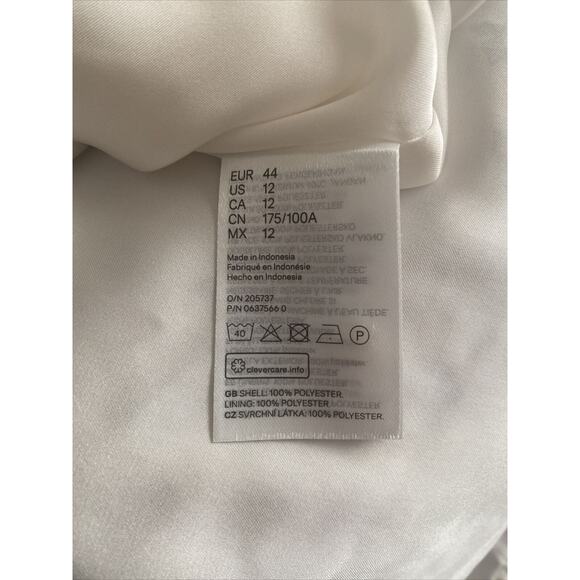 EUR 44
US 12
CA 12
CN 175/100A
MX 12
Made in Indonesia
Fabriqué en Indonésie
Hecho en Indonesia
O/N 205737
P/N 0637566 0
40 P
clevercare.info
GB SHELL: 100% POLYESTER.
LINING: 100% POLYESTER.
CZ SVRCHNÍ LÁTKA: 100% POLYESTER.